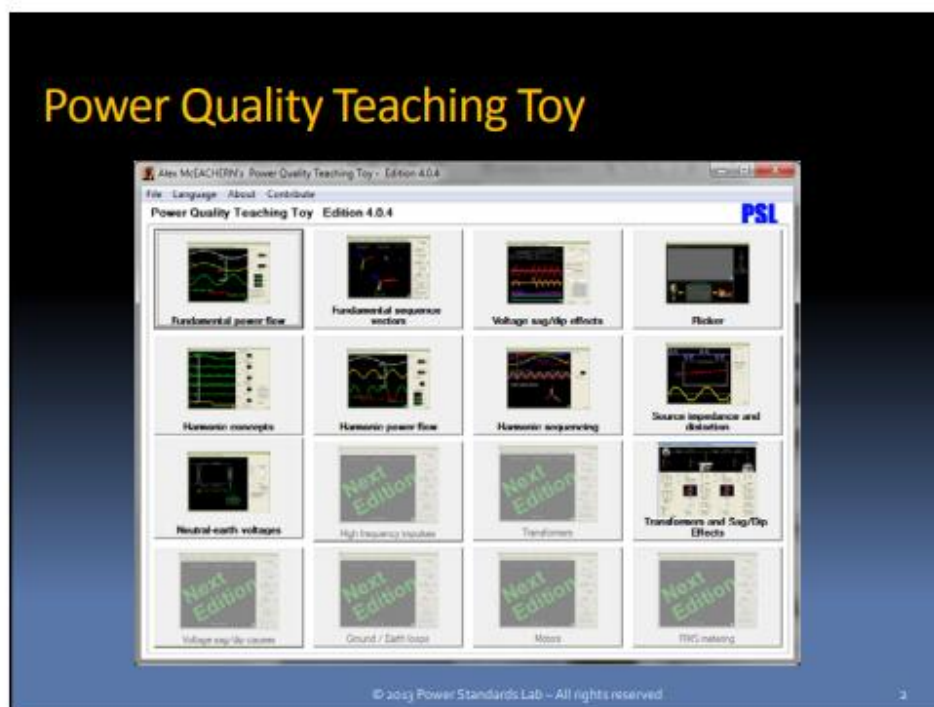 Power Quality Teaching Toy
Alex McEACHERN's Power Quality Teaching Toy - Edition 4.0.4
File Language About Contribute
Power Quality Teaching Toy Edition 4.0.4
PSL
Fundamental power flow
Fundamental sequence
vectors
Voltage sag/dip effects
Flicker
Harmonic concepts
Harmonic power flow
Harmonic sequencing
Source impedance and
distortion
Neutral-earth voltages
Next
Edition
High frequency impulses
Next
Edition
Transformers
Transformers and Sag/Dip
Effects
Next
Edition
Voltage sag/dip causes
Next
Edition
Ground / Earth loops
Next
Edition
Motors
Next
Edition
RMS metering
© 2013 Power Standards Lab – All rights reserved
2